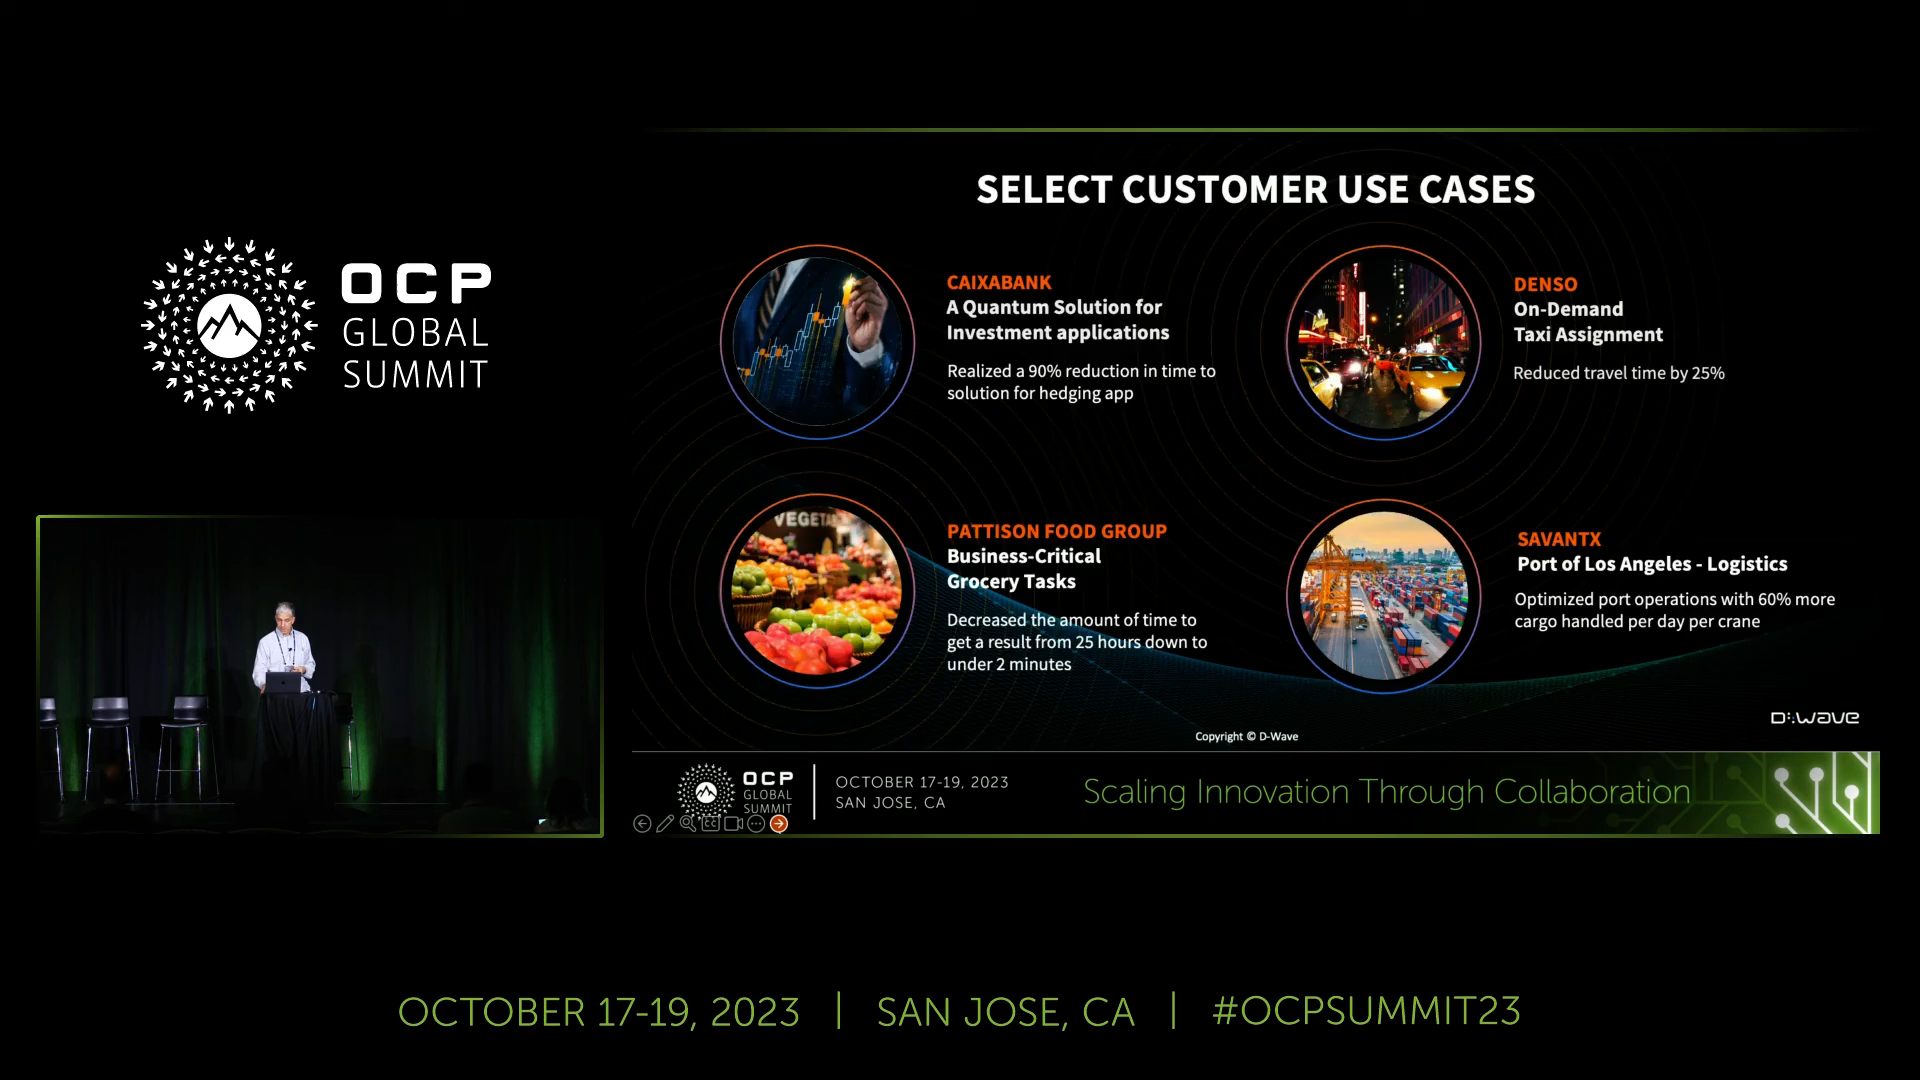 OCP
GLOBAL
SUMMIT
SELECT CUSTOMER USE CASES
CAIXABANK
A Quantum Solution for
Investment applications
Realized a 90% reduction in time to
solution for hedging app
DENSO
On-Demand
Taxi Assignment
Reduced travel time by 25%
VEGETA
PATTISON FOOD GROUP
Business-Critical
Grocery Tasks
Decreased the amount of time to
get a result from 25 hours down to
under 2 minutes
SAVANTX
Port of Los Angeles - Logistics
Optimized port operations with 60% more
cargo handled per day per crane
D:wave
Copyright © D-Wave
OCP
GLOBAL
SUMMIT
OCTOBER 17-19, 2023
SAN JOSE, CA
Scaling Innovation Through Collaboration
OCTOBER 17-19, 2023 | SAN JOSE, CA | #OCPSUMMIT23